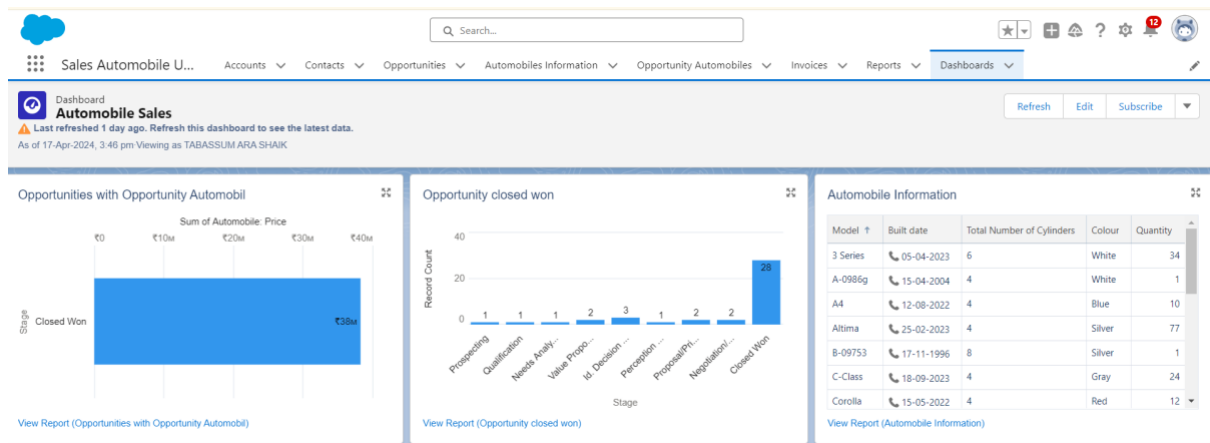 Search...
12
Sales Automobile U... Accounts Contacts Opportunities Automobiles Information Opportunity Automobiles Invoices Reports Dashboards
Dashboard
Automobile Sales
Refresh Edit Subscribe
Last refreshed 1 day ago. Refresh this dashboard to see the latest data.
As of 17-Apr-2024, 3:46 pm·Viewing as TABASSUM ARA SHAIK
Opportunities with Opportunity Automobil
Sum of Automobile: Price
₹0 ₹10M ₹20M ₹30M ₹40M
Stage
Closed Won
₹38M
View Report (Opportunities with Opportunity Automobil)
Opportunity closed won
Record Count
40
20
0
1 1 1 2 3 1 2 2 28
Prospecting
Qualification
Needs Analy...
Value Propo...
Id. Decision ...
Perception ...
Proposal/Pri...
Negotiation/...
Closed Won
Stage
View Report (Opportunity closed won)
Automobile Information
Model ↑ Built date Total Number of Cylinders Colour Quantity
3 Series 05-04-2023 6 White 34
A-0986g 15-04-2004 4 White 1
A4 12-08-2022 4 Blue 10
Altima 25-02-2023 4 Silver 77
B-09753 17-11-1996 8 Silver 1
C-Class 18-09-2023 4 Gray 24
Corolla 15-05-2022 4 Red 12
View Report (Automobile Information)